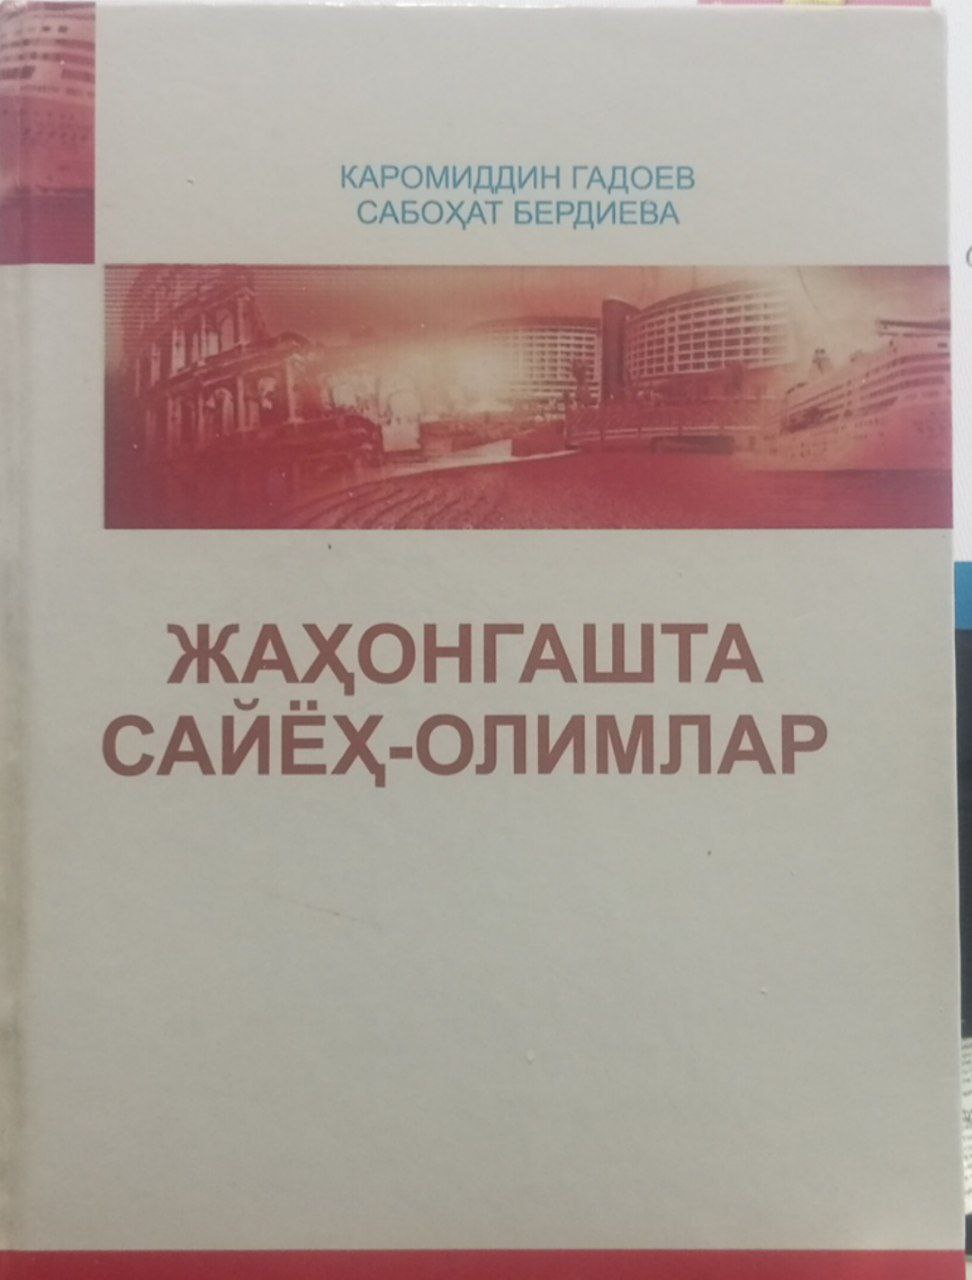 КАРОМИДДИН ГАДОЕВ
САБОҲАТ БЕРДИЕВА
ЖАҲОНГАШТА
САЙЁҲ-ОЛИМЛАР